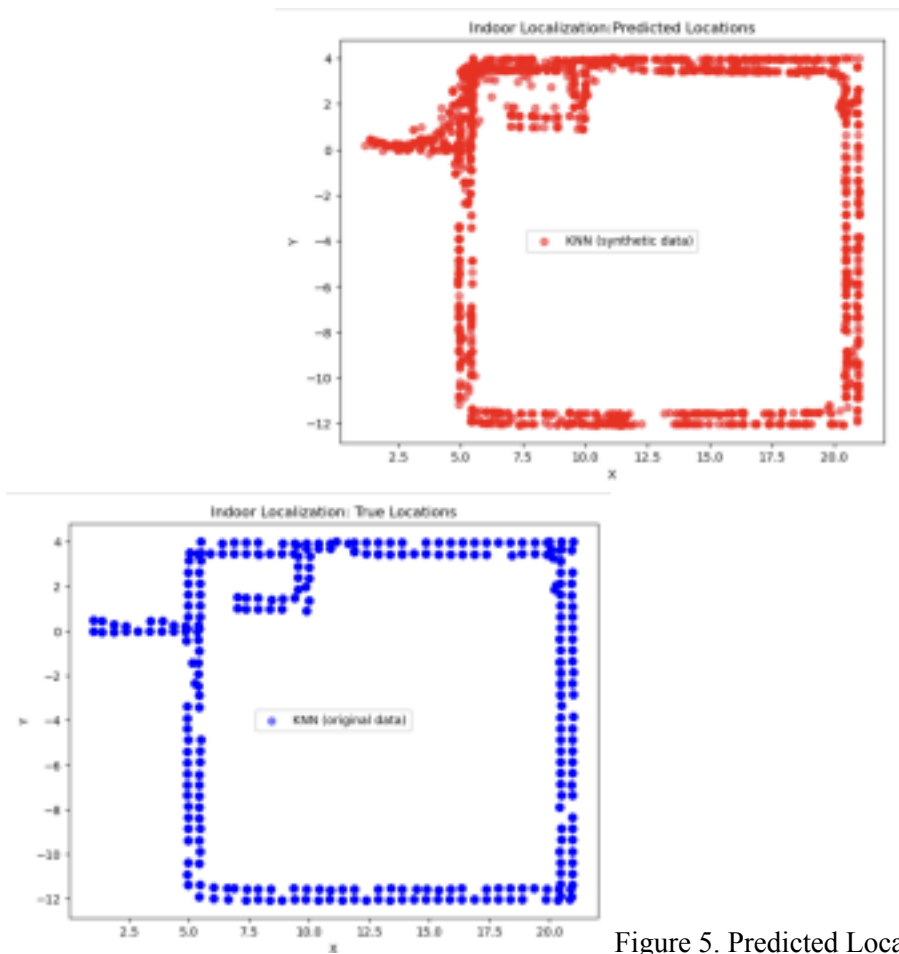 Indoor Localization:Predicted Locations
4
2
0
−2
−4
−6
−8
−10
−12
Y
KNN (synthetic data)
2.5 5.0 7.5 10.0 12.5 15.0 17.5 20.0
X
Indoor Localization: True Locations
4
2
0
−2
−4
−6
−8
−10
−12
Y
KNN (original data)
2.5 5.0 7.5 10.0 12.5 15.0 17.5 20.0
X
Figure 5. Predicted Loca